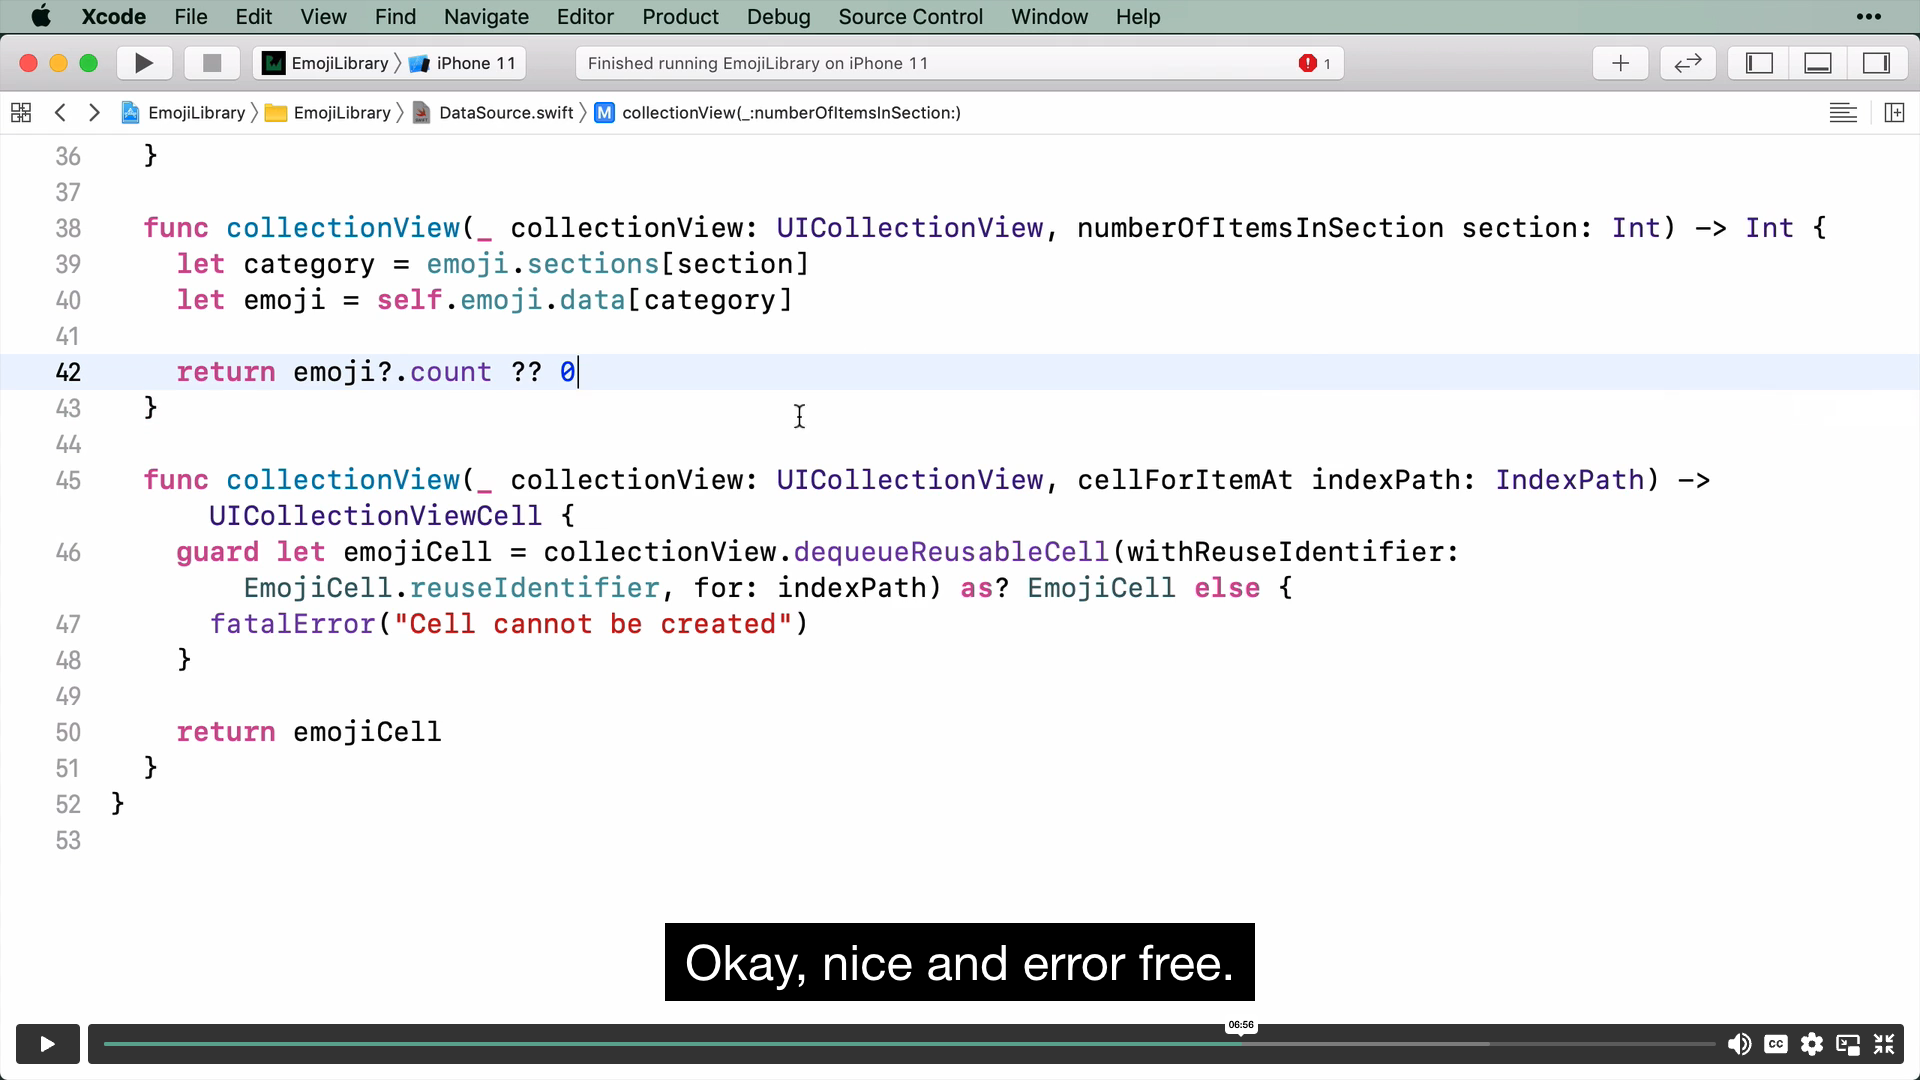 Xcode File Edit View Find Navigate Editor Product Debug Source Control Window Help
EmojiLibrary iPhone 11 Finished running EmojiLibrary on iPhone 11 1
EmojiLibrary EmojiLibrary DataSource.swift M collectionView(_:numberOfItemsInSection:)
36 }
37
38 func collectionView(_ collectionView: UICollectionView, numberOfItemsInSection section: Int) -> Int {
39 let category = emoji.sections[section]
40 let emoji = self.emoji.data[category]
41
42 return emoji?.count ?? 0
43 }
44
45 func collectionView(_ collectionView: UICollectionView, cellForItemAt indexPath: IndexPath) ->
UICollectionViewCell {
46 guard let emojiCell = collectionView.dequeueReusableCell(withReuseIdentifier:
EmojiCell.reuseIdentifier, for: indexPath) as? EmojiCell else {
47 fatalError("Cell cannot be created")
48 }
49
50 return emojiCell
51 }
52 }
53
Okay, nice and error free.
06:56
CC